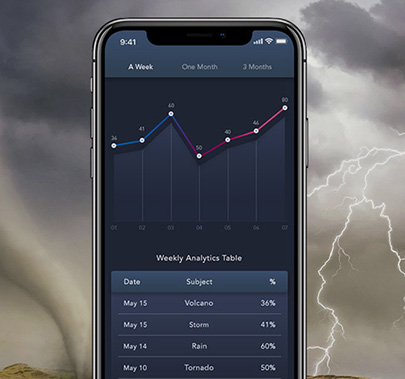 9:41
A Week One Month 3 Months
36 41 60 50 40 46 80
01 02 03 04 05 06 07
Weekly Analytics Table
Date Subject %
May 15 Volcano 36%
May 15 Storm 41%
May 14 Rain 60%
May 10 Tornado 50%